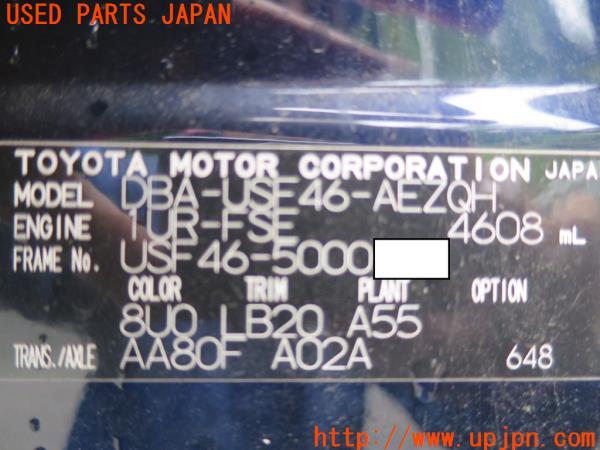 USED PARTS JAPAN
TOYOTA MOTOR CORPORATION JAPA
MODEL DBA-USF46-AEZQH
ENGINE 1UR-FSE 4608 mL
FRAME No. USF46-5000
COLOR TRIM PLANT OPTION
8U0 LB20 A55
TRANS./AXLE AA80F A02A 648
http://www.upjpn.com